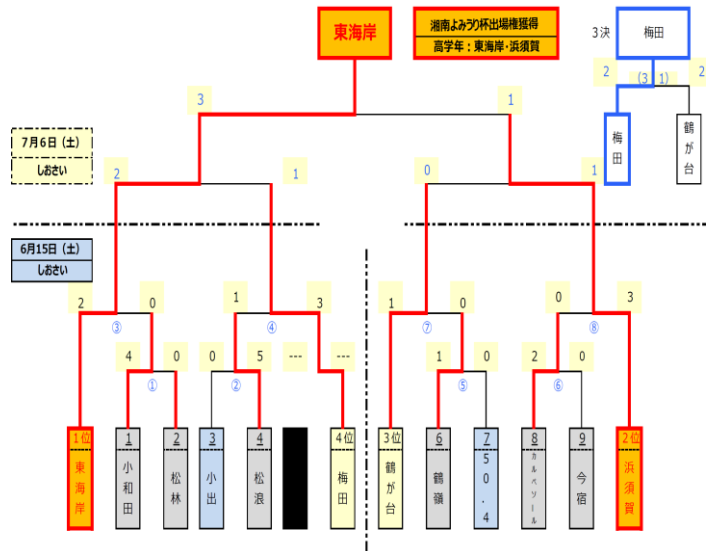 東海岸
湘南よみうり杯出場権獲得
高学年：東海岸・浜須賀
3決
梅田
2
(3 1)
2
梅田
鶴が台
3
1
7月6日（土）
しおさい
2
1
0
1
6月15日（土）
しおさい
2
0
1
3
1
0
0
3
③
④
⑦
⑧
4
0
0
5
---
---
1
0
2
0
①
②
⑤
⑥
1位
東海岸
1
小和田
2
松林
3
小出
4
松浪
4位
梅田
3位
鶴が台
6
鶴嶺
7
50.4
8
カルペソール
9
今宿
2位
浜須賀